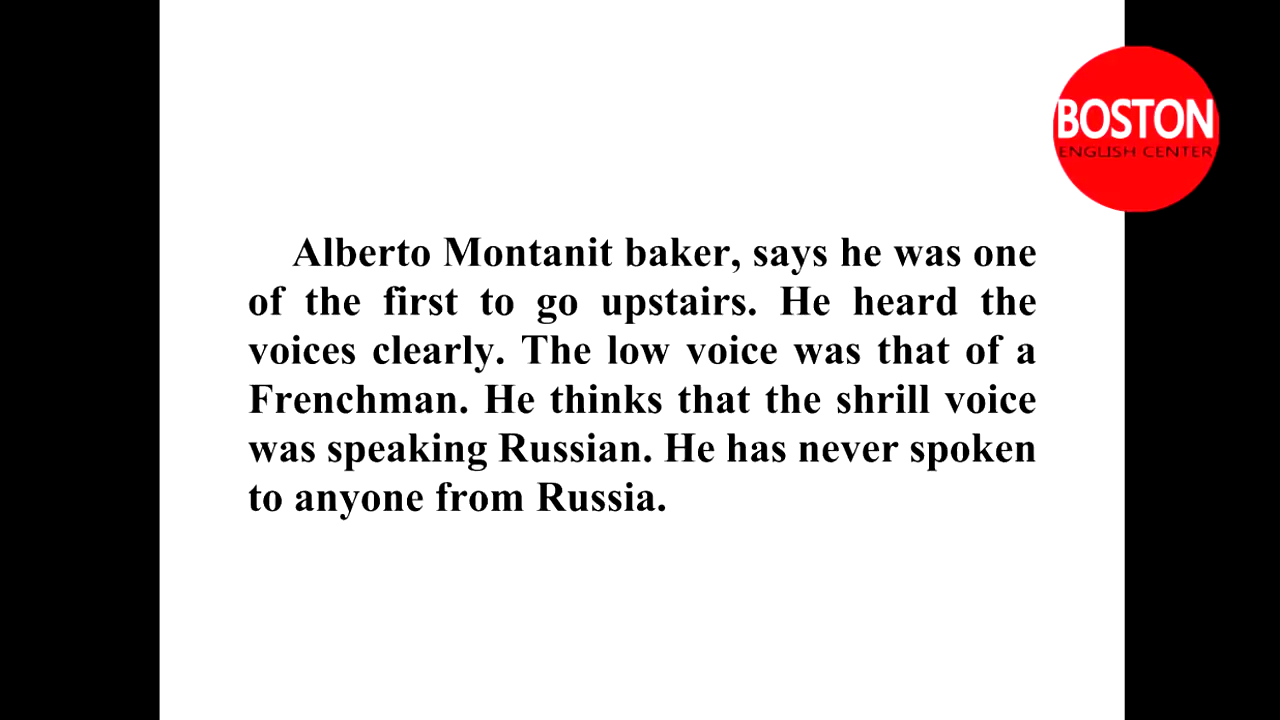 BOSTON
ENGLISH CENTER
Alberto Montanit baker, says he was one
of the first to go upstairs. He heard the
voices clearly. The low voice was that of a
Frenchman. He thinks that the shrill voice
was speaking Russian. He has never spoken
to anyone from Russia.